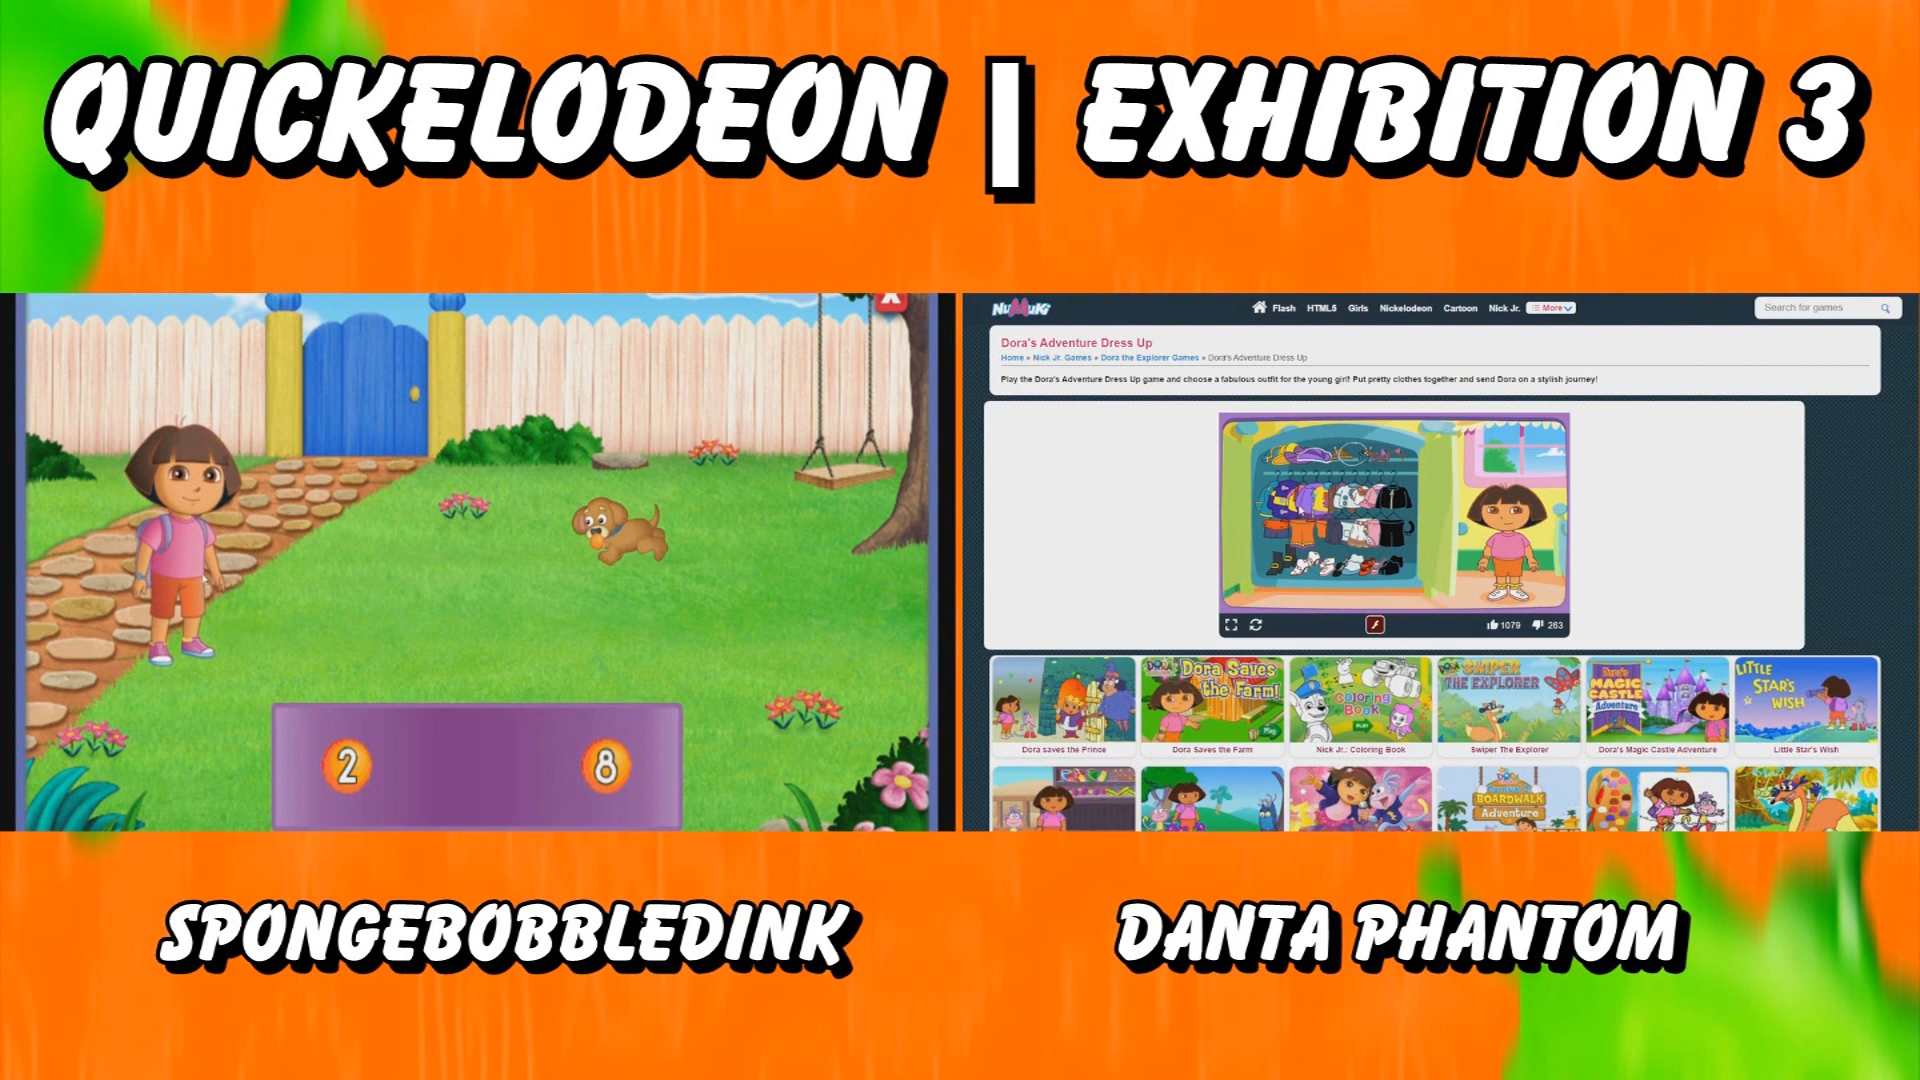 QUICKELODEON | EXHIBITION 3
X
2 8
NuMuKi
Flash HTML5 Girls Nickelodeon Cartoon Nick Jr. More
Search for games
Dora's Adventure Dress Up
Home » Nick Jr. Games » Dora the Explorer Games » Dora's Adventure Dress Up
Play the Dora's Adventure Dress Up game and choose a fabulous outfit for the young girl! Put pretty clothes together and send Dora on a stylish journey!
1079 263
Dora Saves the Farm!
Play
Coloring Book
PLAY
SWIPER THE EXPLORER
Dora's MAGIC CASTLE Adventure
LITTLE STAR'S WISH
Dora saves the Prince
Dora Saves the Farm
Nick Jr.: Coloring Book
Swiper The Explorer
Dora's Magic Castle Adventure
Little Star's Wish
BOARDWALK
Adventure
SPONGEBOBBLEDINK
DANTA PHANTOM